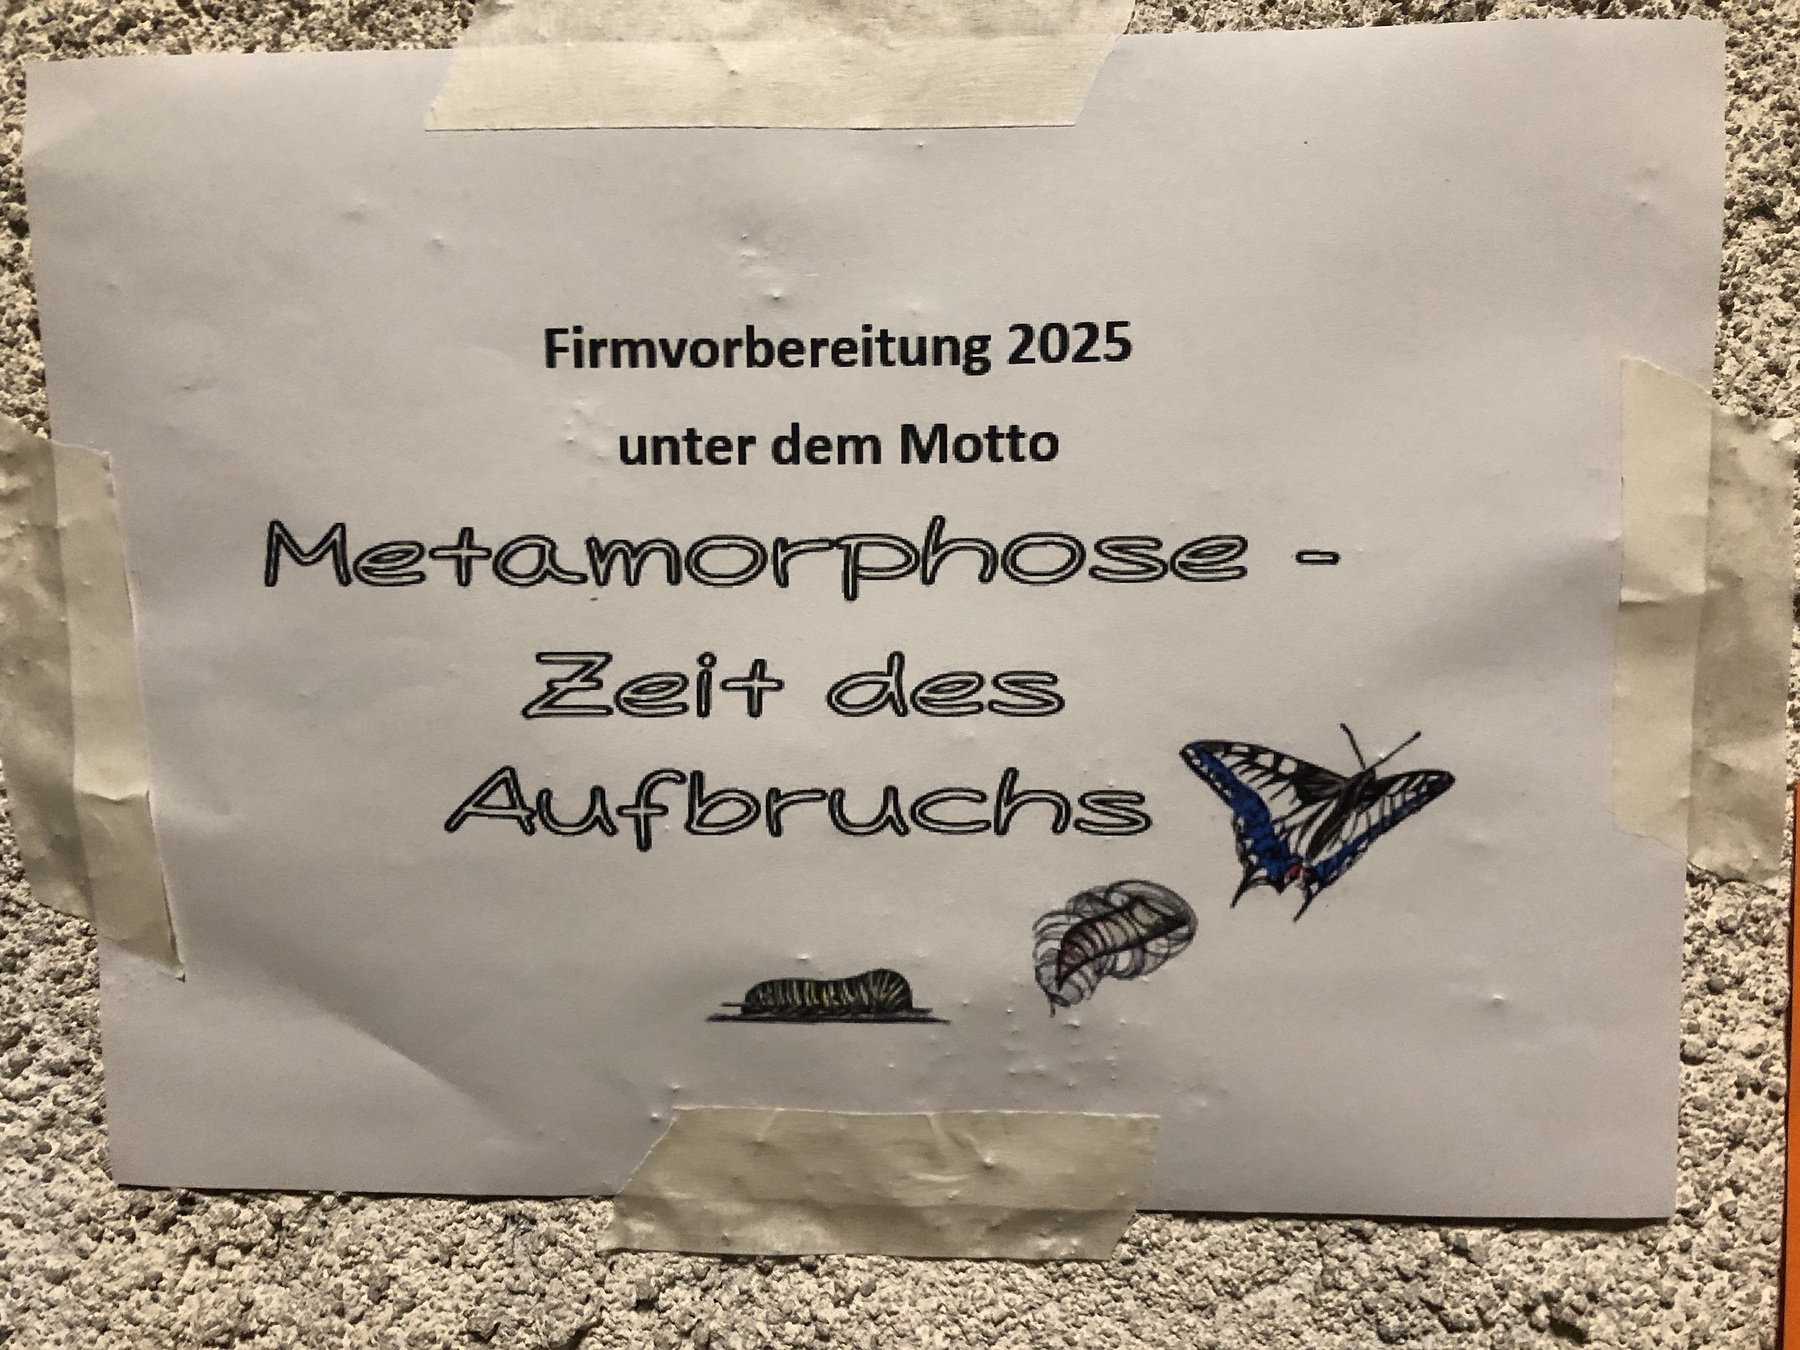 Firmvorbereitung 2025
unter dem Motto
Metamorphose -
Zeit des
Aufbruchs